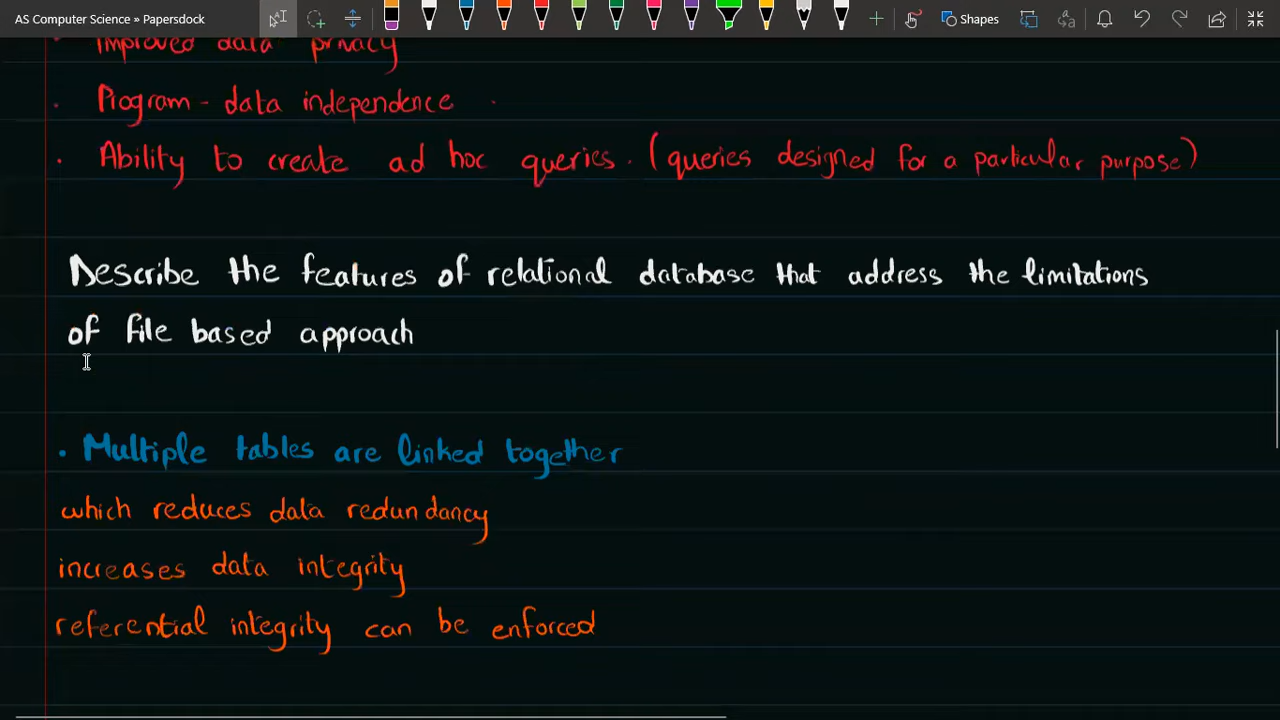 AS Computer Science » Papersdock
Shapes
Improved data privacy
· Program - data independence
· Ability to create ad hoc queries. (queries designed for a particular purpose)
Describe the features of relational database that address the limitations
of file based approach
· Multiple tables are linked together
which reduces data redundancy
increases data integrity
referential integrity can be enforced